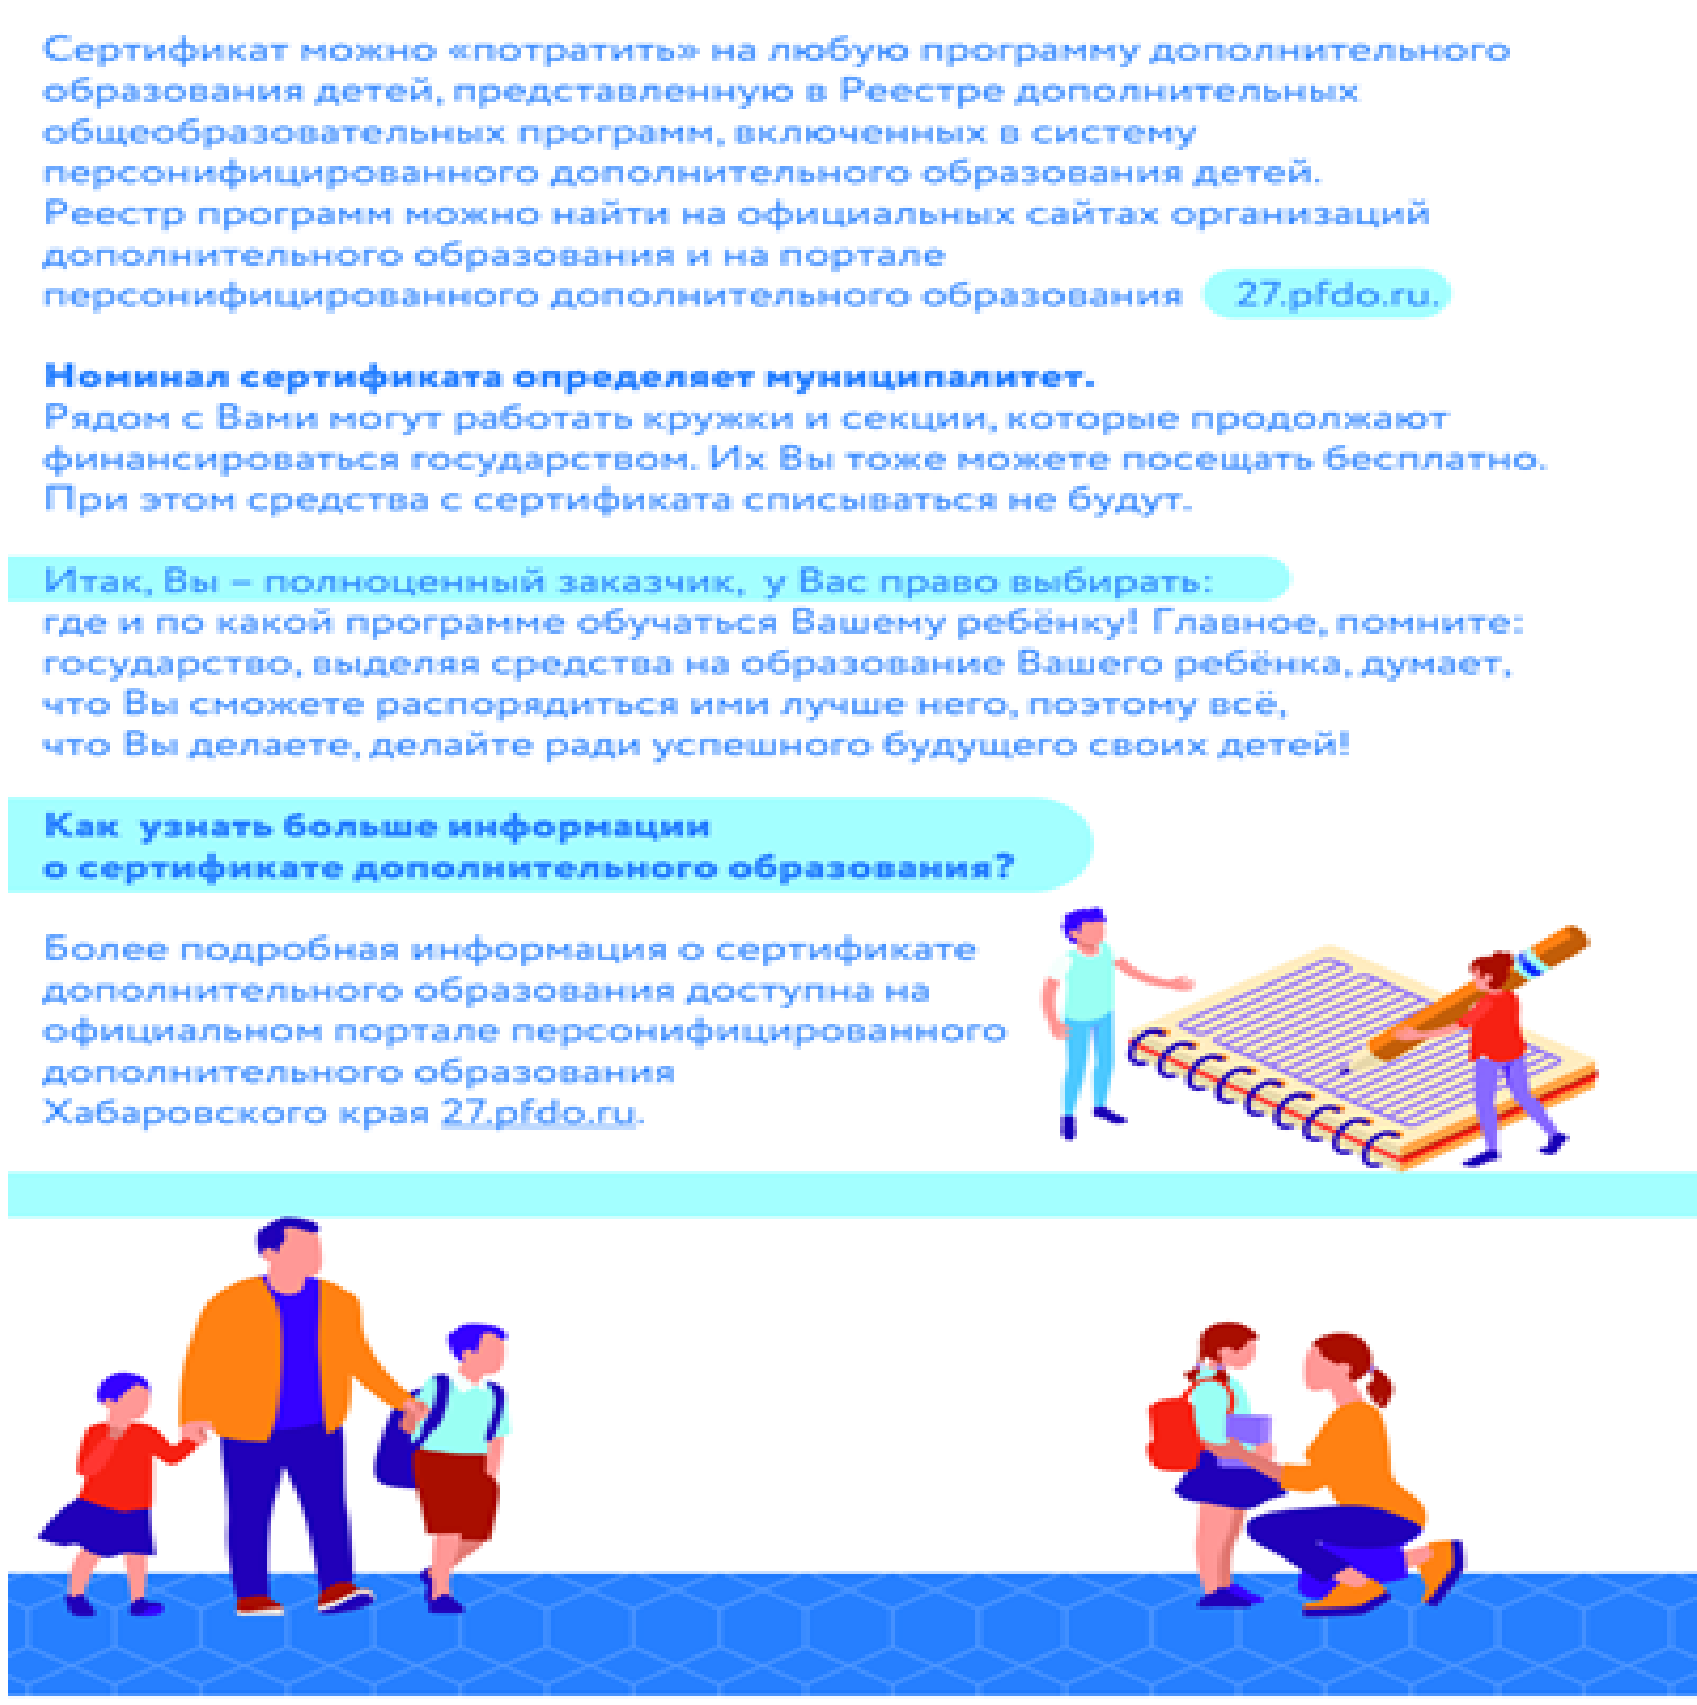 Сертификат можно «потратить» на любую программу дополнительного
образования детей, представленную в Реестре дополнительных
общеобразовательных программ, включенных в систему
персонифицированного дополнительного образования детей.
Реестр программ можно найти на официальных сайтах организаций
дополнительного образования и на портале
персонифицированного дополнительного образования 27.pfdo.ru.
Номинал сертификата определяет муниципалитет.
Рядом с Вами могут работать кружки и секции, которые продолжают
финансироваться государством. Их Вы тоже можете посещать бесплатно.
При этом средства с сертификата списываться не будут.
Итак, Вы – полноценный заказчик, у Вас право выбирать:
где и по какой программе обучаться Вашему ребёнку! Главное, помните:
государство, выделяя средства на образование Вашего ребёнка, думает,
что Вы сможете распорядиться ими лучше него, поэтому всё,
что Вы делаете, делайте ради успешного будущего своих детей!
Как узнать больше информации
о сертификате дополнительного образования?
Более подробная информация о сертификате
дополнительного образования доступна на
официальном портале персонифицированного
дополнительного образования
Хабаровского края 27.pfdo.ru.